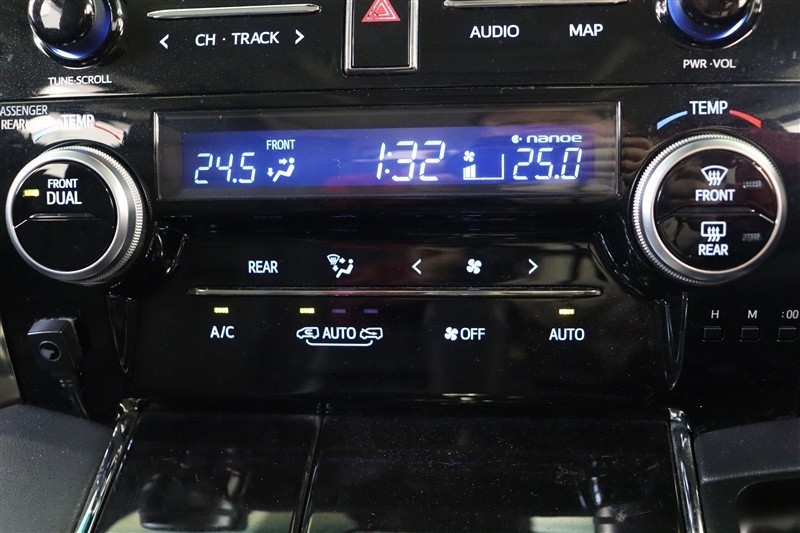 CH · TRACK
AUDIO
MAP
TUNE·SCROLL
PWR · VOL
REAR
TEMP
TEMP
FRONT
DUAL
24.5
FRONT
1:32
nanoe
25.0
FRONT
REAR
REAR
A/C
AUTO
OFF
AUTO
H
M
:00